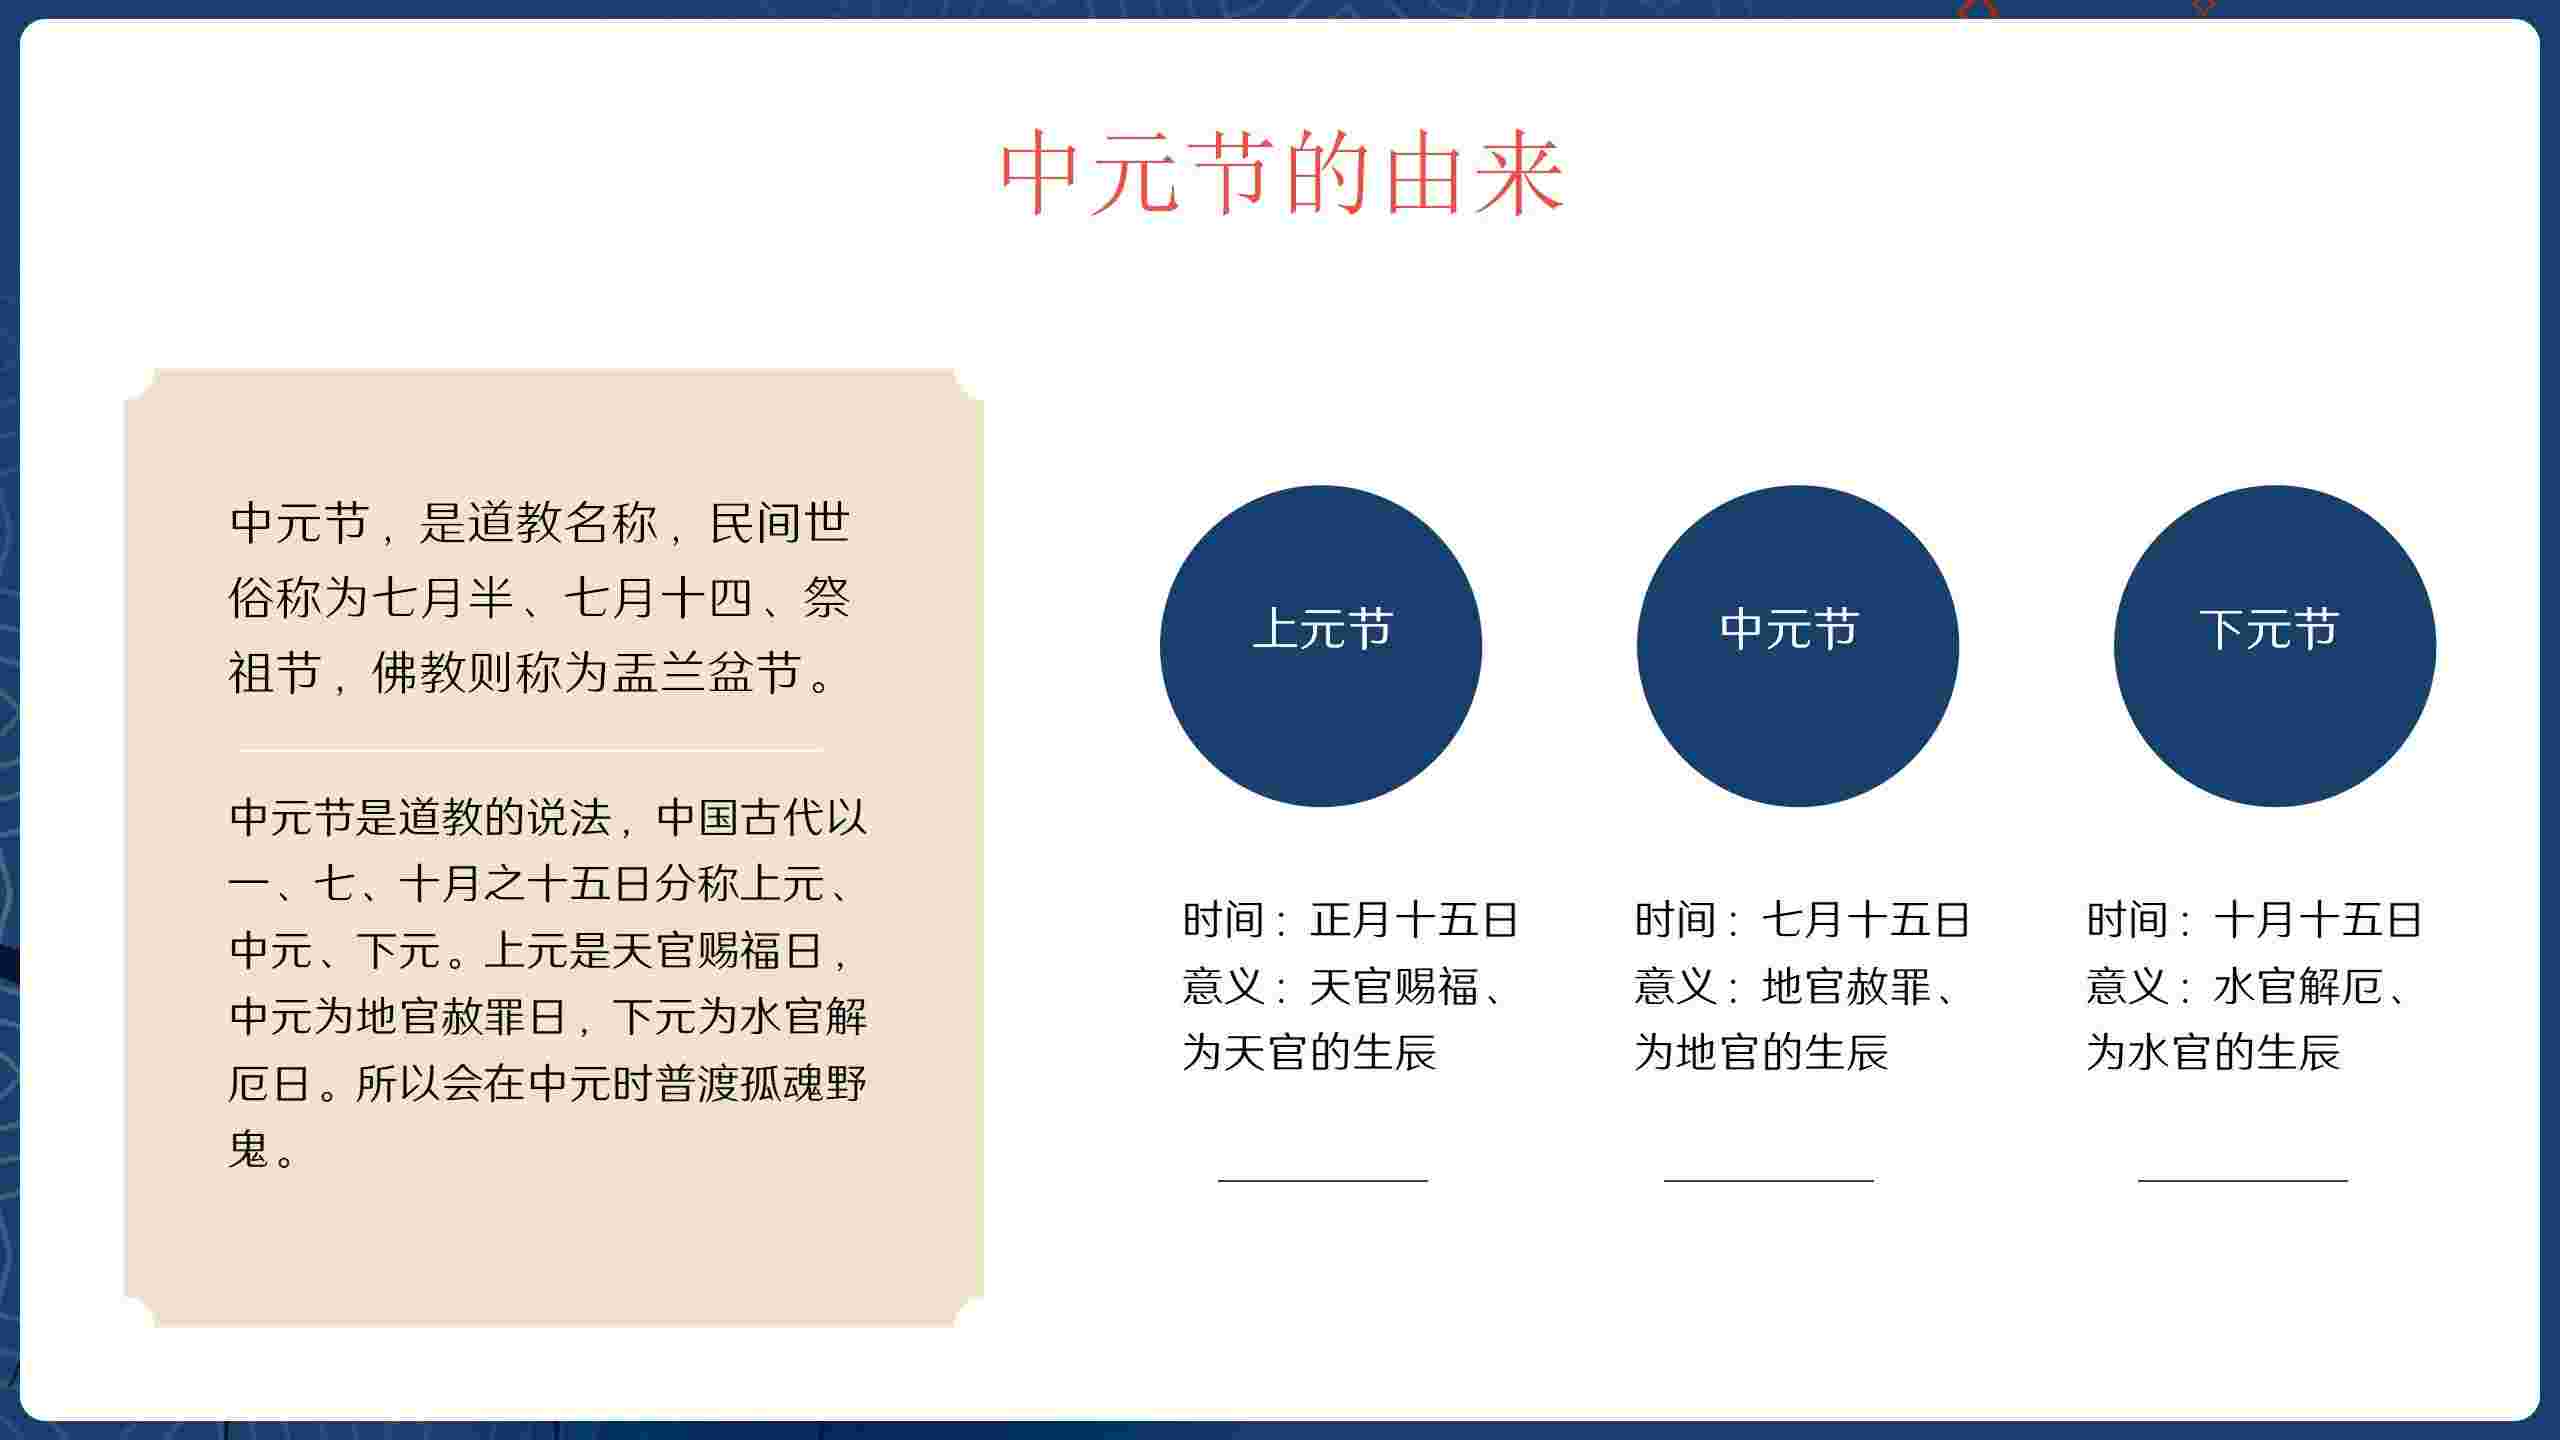 中元节的由来
中元节，是道教名称，民间世
俗称为七月半、七月十四、祭
祖节，佛教则称为盂兰盆节。
中元节是道教的说法，中国古代以
一、七、十月之十五日分称上元、
中元、下元。上元是天官赐福日，
中元为地官赦罪日，下元为水官解
厄日。所以会在中元时普渡孤魂野
鬼。
上元节
时间：正月十五日
意义：天官赐福、
为天官的生辰
中元节
时间：七月十五日
意义：地官赦罪、
为地官的生辰
下元节
时间：十月十五日
意义：水官解厄、
为水官的生辰